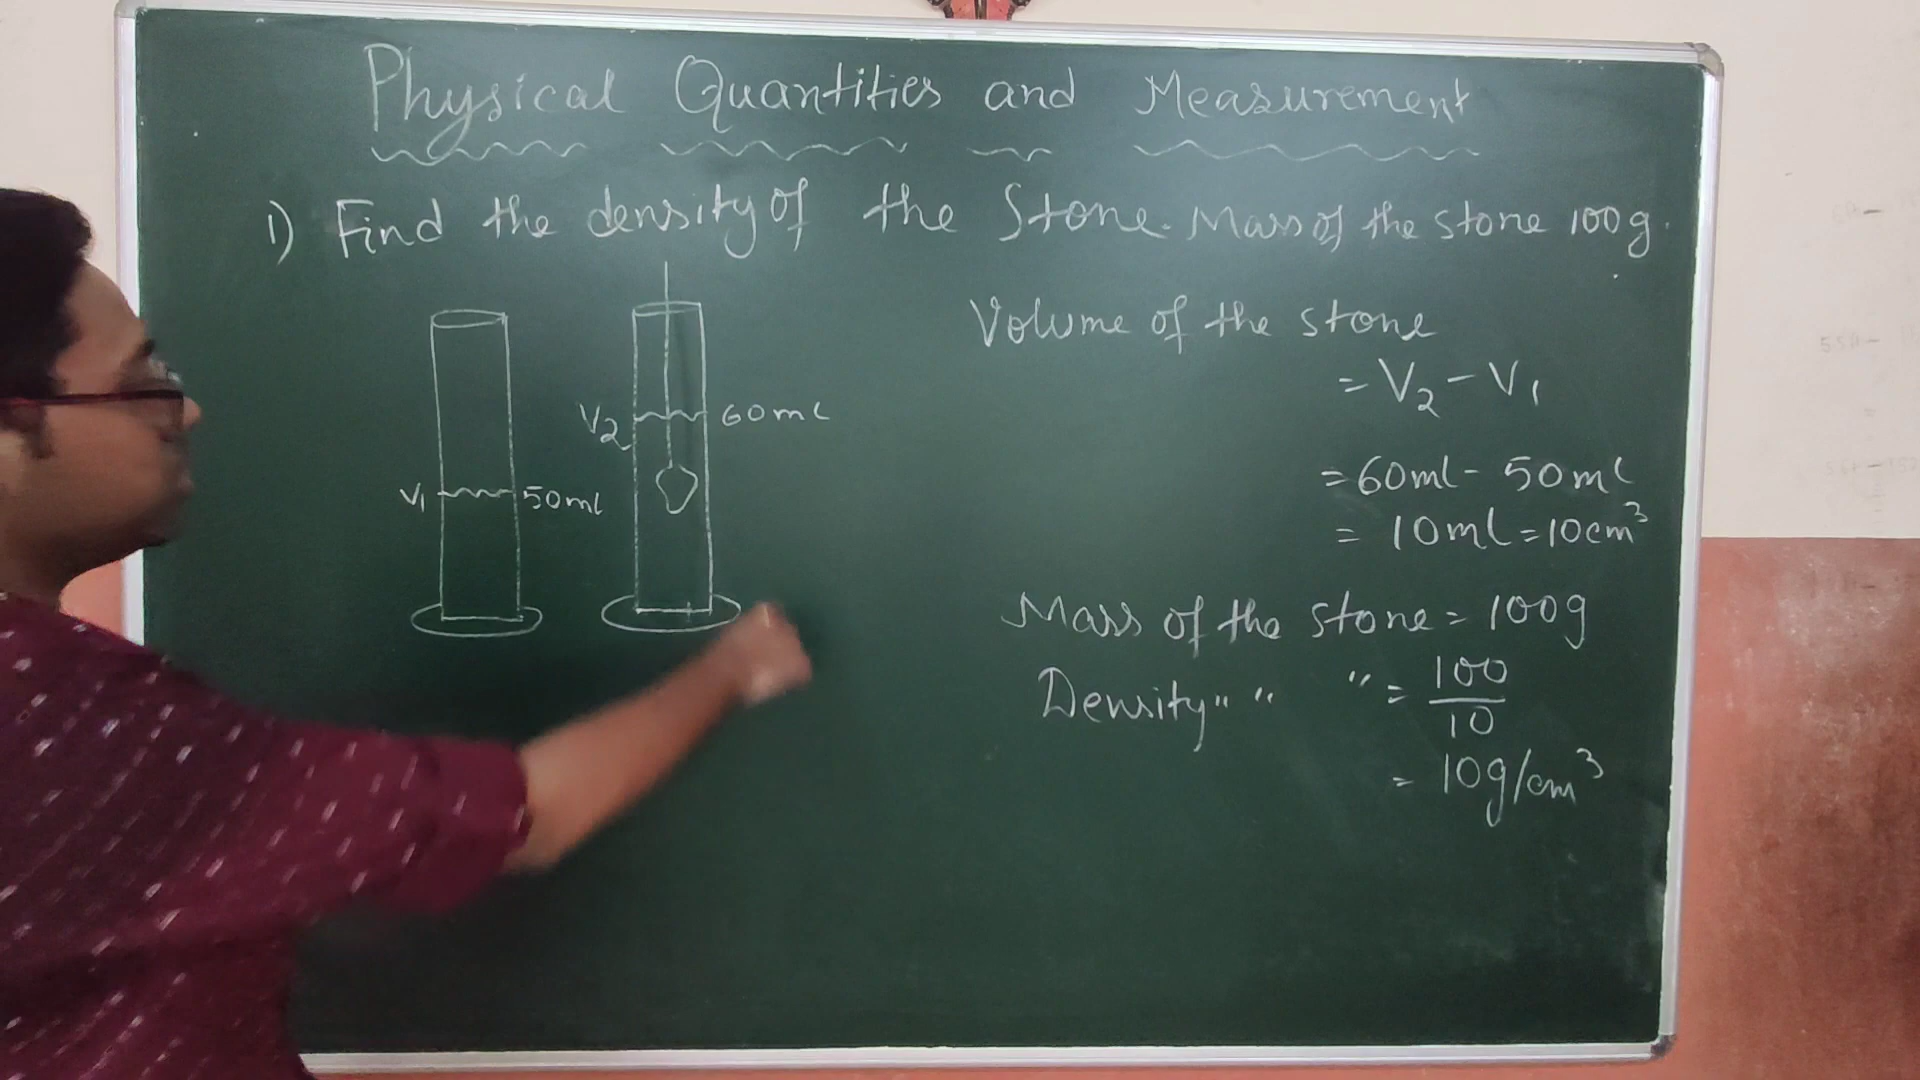 Physical Quantities and Measurement
1) Find the density of the Stone. Mass of the stone 100g.
V1 50ml
V2 60ml
Volume of the stone
= V2 - V1
= 60ml - 50ml
= 10ml = 10cm³
Mass of the stone = 100g
Density " " " = 100/10
= 10g/cm³